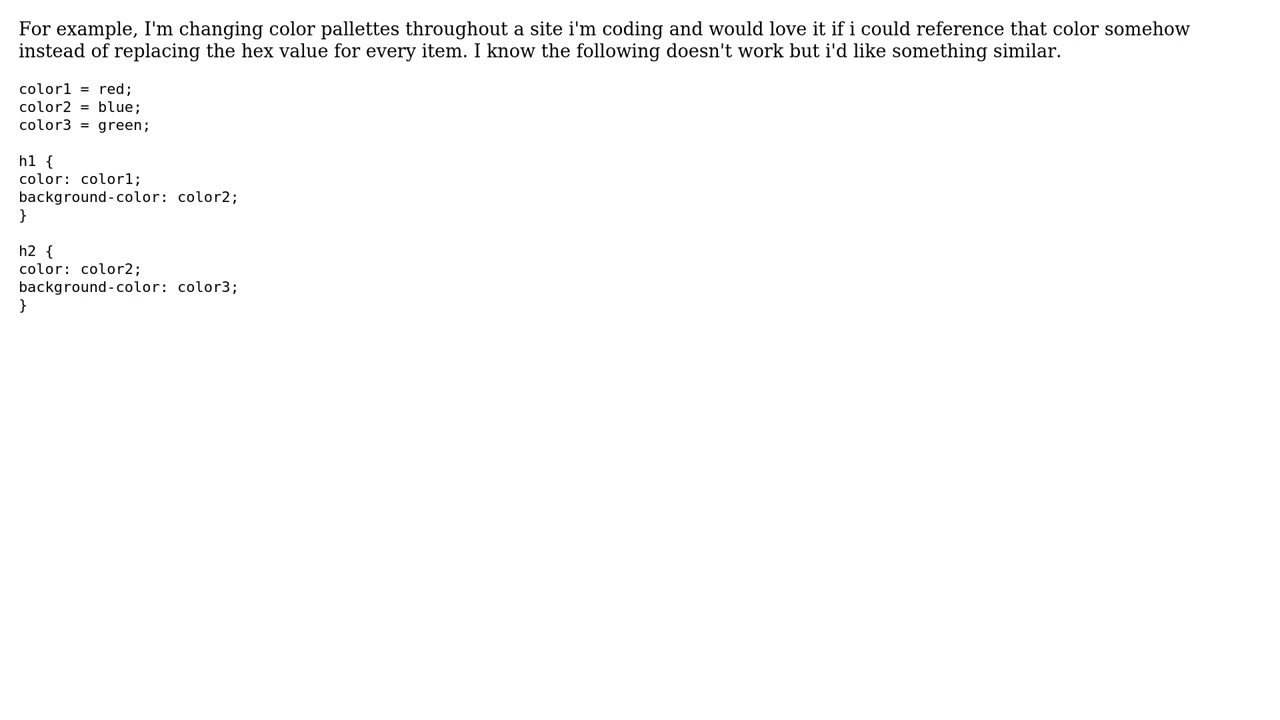 For example, I'm changing color pallettes throughout a site i'm coding and would love it if i could reference that color somehow
instead of replacing the hex value for every item. I know the following doesn't work but i'd like something similar.
color1 = red;
color2 = blue;
color3 = green;
h1 {
color: color1;
background-color: color2;
}
h2 {
color: color2;
background-color: color3;
}